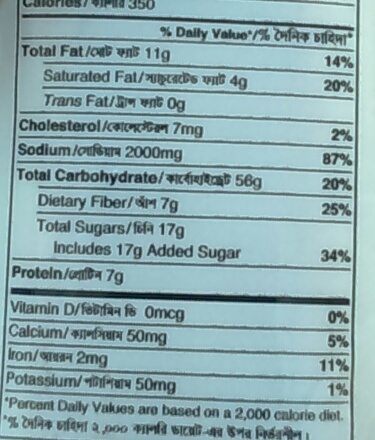 Calories/ক্যালরি 350
% Daily Value*/% দৈনিক চাহিদা*
Total Fat/মোট ফ্যাট 11g 14%
Saturated Fat/স্যাচুরেটেড ফ্যাট 4g 20%
Trans Fat/ট্রান্স ফ্যাট 0g
Cholesterol/কোলেস্টেরল 7mg 2%
Sodium/সোডিয়াম 2000mg 87%
Total Carbohydrate/কার্বোহাইড্রেট 56g 20%
Dietary Fiber/আঁশ 7g 25%
Total Sugars/চিনি 17g
Includes 17g Added Sugar 34%
Protein/প্রোটিন 7g
Vitamin D/ভিটামিন ডি 0mcg 0%
Calcium/ক্যালসিয়াম 50mg 5%
Iron/আয়রন 2mg 11%
Potassium/পটাশিয়াম 50mg 1%
*Percent Daily Values are based on a 2,000 calorie diet.
*% দৈনিক চাহিদা ২,০০০ ক্যালরি ডায়েট-এর উপর নির্ভরশীল।